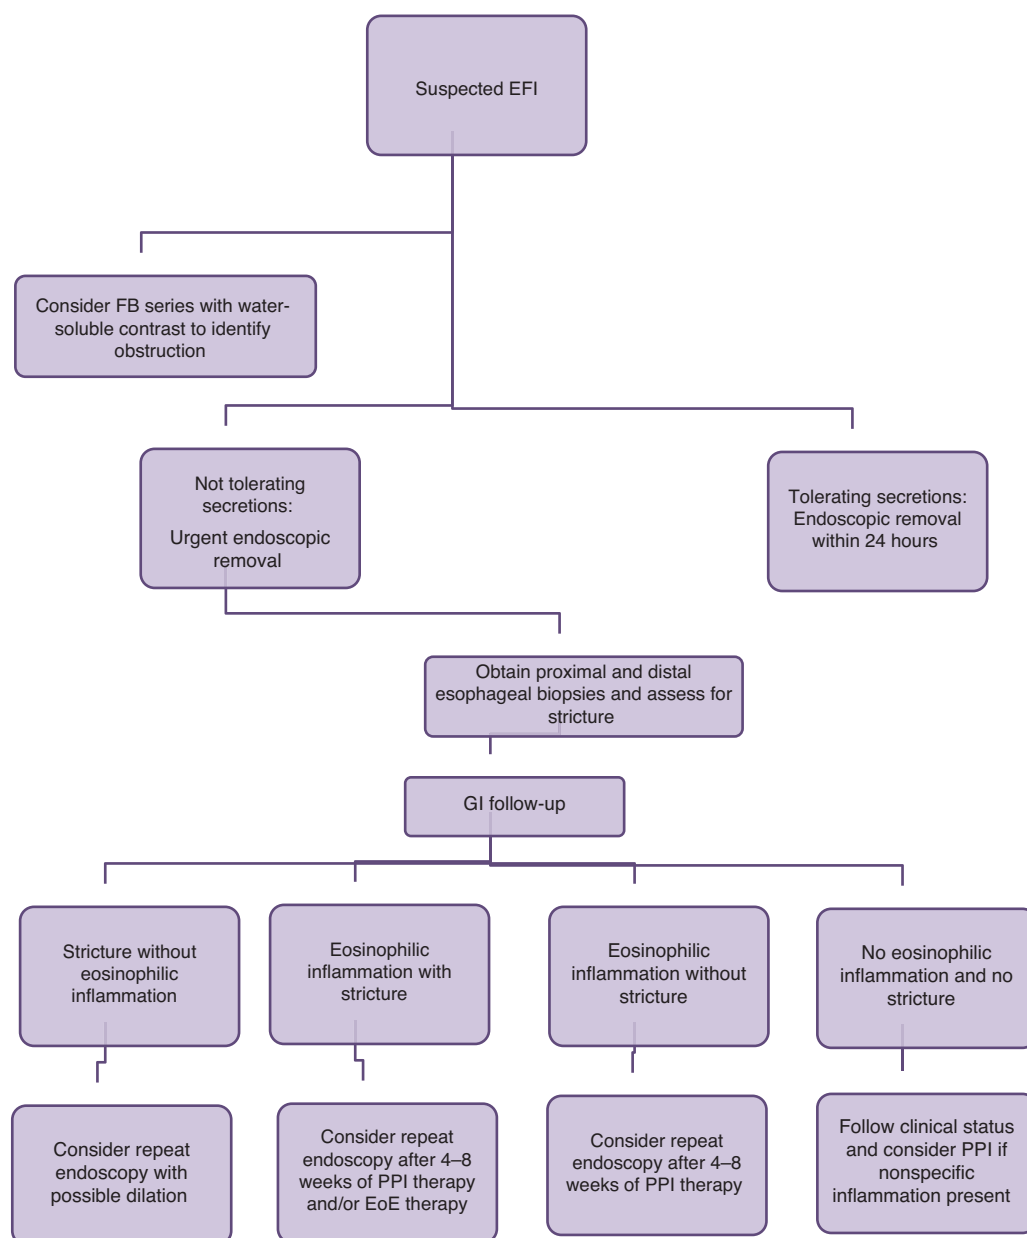 Suspected EFI
Consider FB series with water-
soluble contrast to identify
obstruction
Not tolerating
secretions:
Urgent endoscopic
removal
Tolerating secretions:
Endoscopic removal
within 24 hours
Obtain proximal and distal
esophageal biopsies and assess for
stricture
GI follow-up
Stricture without
eosinophilic
inflammation
Eosinophilic
inflammation with
stricture
Eosinophilic
inflammation without
stricture
No eosinophilic
inflammation and no
stricture
Consider repeat
endoscopy with
possible dilation
Consider repeat
endoscopy after 4–8
weeks of PPI therapy
and/or EoE therapy
Consider repeat
endoscopy after 4–8
weeks of PPI therapy
Follow clinical status
and consider PPI if
nonspecific
inflammation present